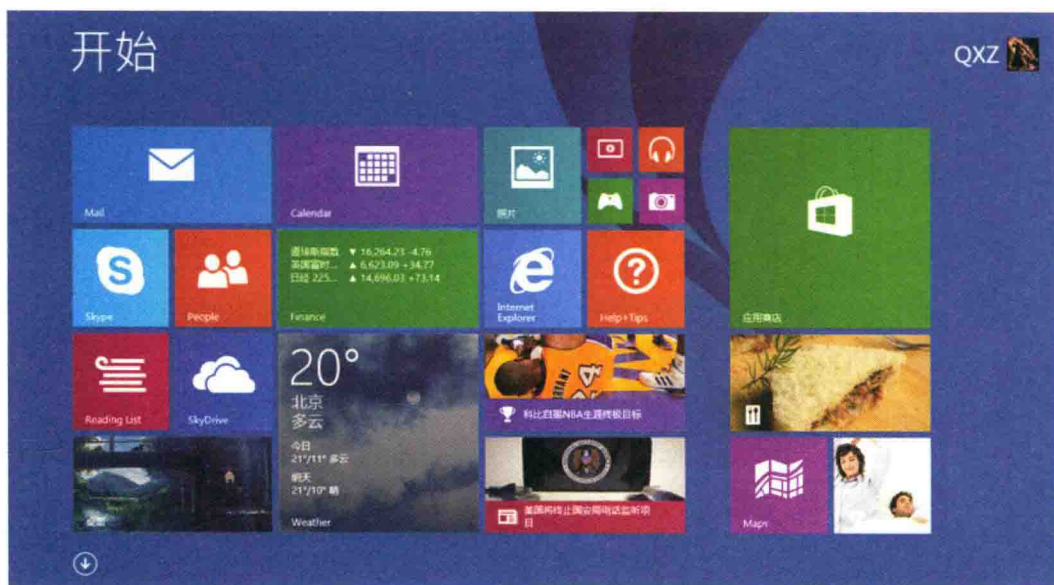 开始
QXZ
Mail
Calendar
照片
Skype
People
道琼斯指数 ▼ 16,264.23 -4.76
英国富时... ▲ 6,623.09 +34.77
日经 225... ▲ 14,696.03 +73.14
Finance
Internet
Explorer
Help+Tips
应用商店
Reading List
SkyDrive
20°
北京
多云
今日
21°/11° 多云
明天
21°/10° 晴
Weather
BRYANT
24
科比四届NBA生涯终极目标
美国将终止国安局电话监听项
目
Maps